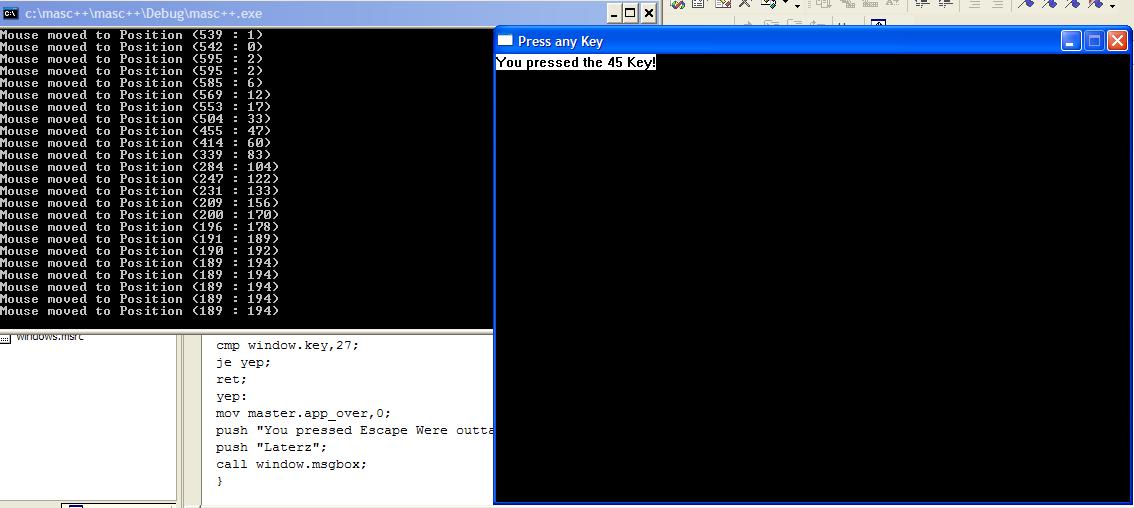 c:\masc++\masc++\Debug\masc++.exe
Mouse moved to Position (539 : 1)
Mouse moved to Position (542 : 0)
Mouse moved to Position (595 : 2)
Mouse moved to Position (595 : 2)
Mouse moved to Position (585 : 6)
Mouse moved to Position (569 : 12)
Mouse moved to Position (553 : 17)
Mouse moved to Position (504 : 33)
Mouse moved to Position (455 : 47)
Mouse moved to Position (414 : 60)
Mouse moved to Position (339 : 83)
Mouse moved to Position (284 : 104)
Mouse moved to Position (247 : 122)
Mouse moved to Position (231 : 133)
Mouse moved to Position (209 : 156)
Mouse moved to Position (200 : 170)
Mouse moved to Position (196 : 178)
Mouse moved to Position (191 : 189)
Mouse moved to Position (190 : 192)
Mouse moved to Position (189 : 194)
Mouse moved to Position (189 : 194)
Mouse moved to Position (189 : 194)
Mouse moved to Position (189 : 194)
Mouse moved to Position (189 : 194)
Press any Key
You pressed the 45 Key!
windows.msrc
cmp window.key,27;
je yep;
ret;
yep:
mov master.app_over,0;
push "You pressed Escape Were outta
push "Laterz";
call window.msgbox;
}